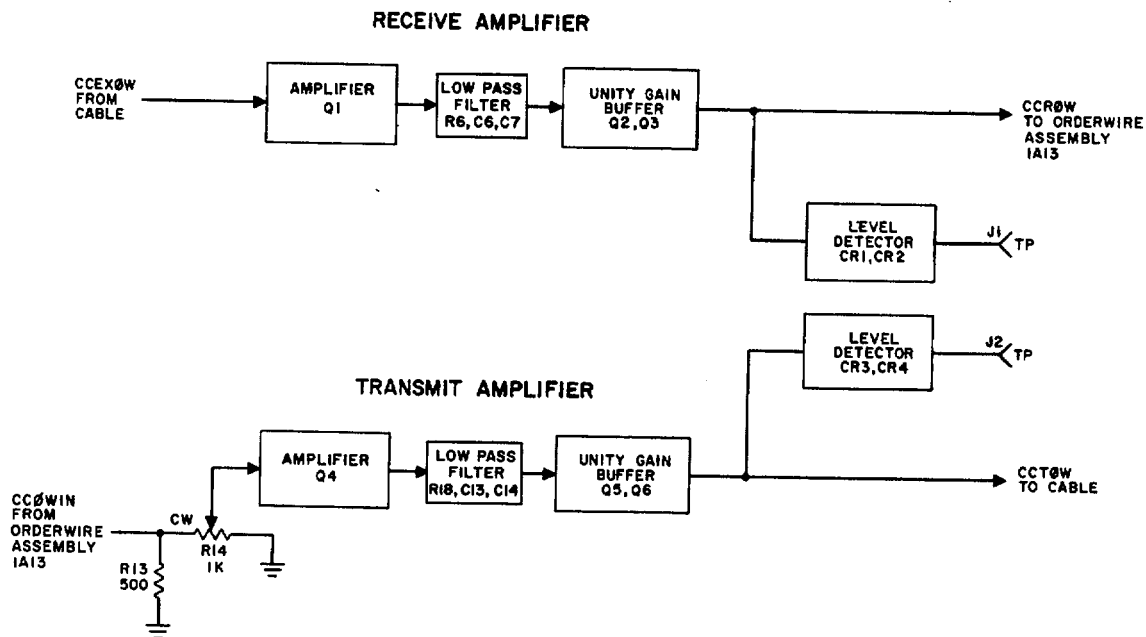 RECEIVE AMPLIFIER
CCEXØW
FROM
CABLE
AMPLIFIER
Q1
LOW PASS
FILTER
R6, C6, C7
UNITY GAIN
BUFFER
Q2, Q3
CCRØW
TO ORDERWIRE
ASSEMBLY
1A13
LEVEL
DETECTOR
CR1, CR2
J1
TP
LEVEL
DETECTOR
CR3, CR4
J2
TP
TRANSMIT AMPLIFIER
AMPLIFIER
Q4
LOW PASS
FILTER
R18, C13, C14
UNITY GAIN
BUFFER
Q5, Q6
CCTØW
TO CABLE
CCØWIN
FROM
ORDERWIRE
ASSEMBLY
1A13
CW
R14
1K
R13
500